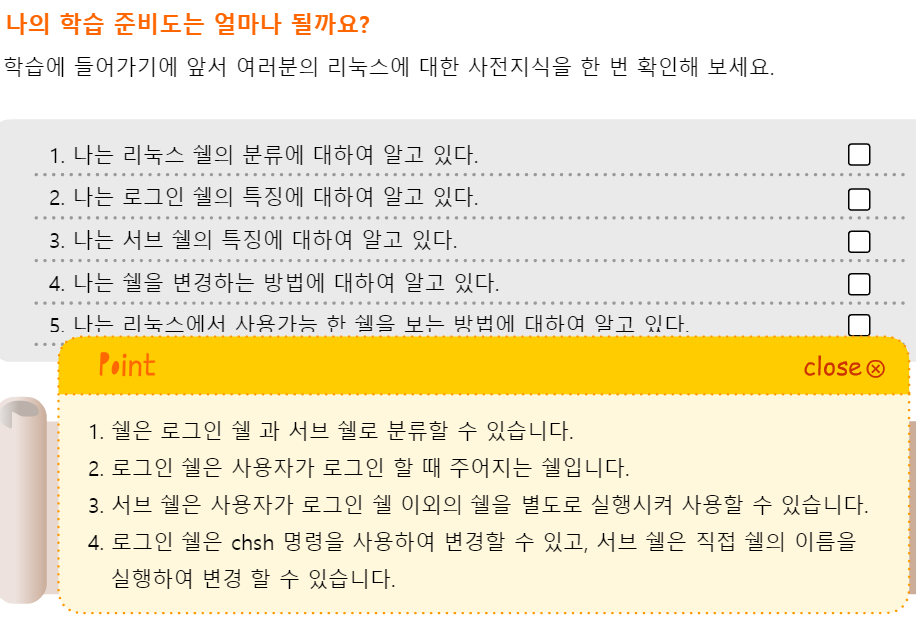 나의 학습 준비도는 얼마나 될까요?
학습에 들어가기에 앞서 여러분의 리눅스에 대한 사전지식을 한 번 확인해 보세요.
1. 나는 리눅스 쉘의 분류에 대하여 알고 있다.
2. 나는 로그인 쉘의 특징에 대하여 알고 있다.
3. 나는 서브 쉘의 특징에 대하여 알고 있다.
4. 나는 쉘을 변경하는 방법에 대하여 알고 있다.
5. 나는 리눅스에서 사용가능 한 쉘을 보는 방법에 대하여 알고 있다.
Point
close
1. 쉘은 로그인 쉘 과 서브 쉘로 분류할 수 있습니다.
2. 로그인 쉘은 사용자가 로그인 할 때 주어지는 쉘입니다.
3. 서브 쉘은 사용자가 로그인 쉘 이외의 쉘을 별도로 실행시켜 사용할 수 있습니다.
4. 로그인 쉘은 chsh 명령을 사용하여 변경할 수 있고, 서브 쉘은 직접 쉘의 이름을
실행하여 변경 할 수 있습니다.